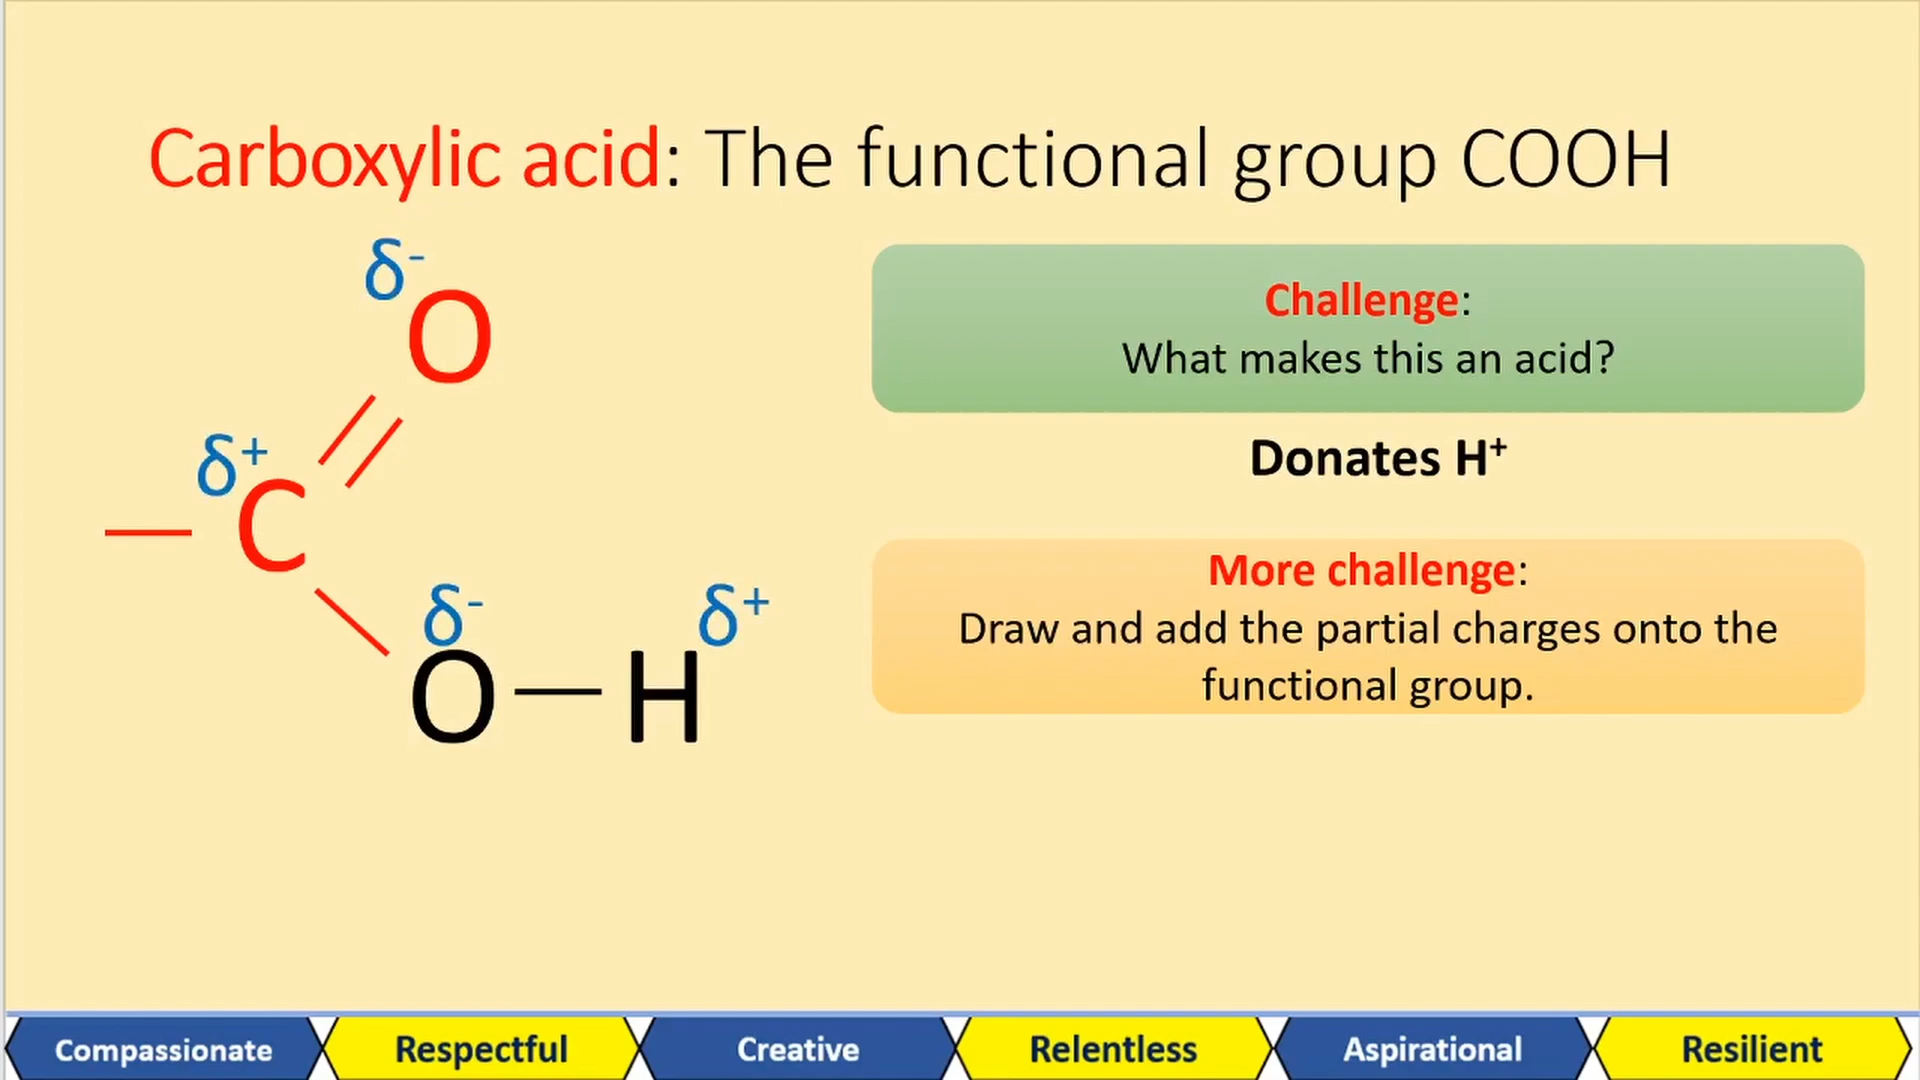 Carboxylic acid: The functional group COOH
δ-
O
δ+
C
δ-
δ+
O
H
Challenge:
What makes this an acid?
Donates H+
More challenge:
Draw and add the partial charges onto the
functional group.
Compassionate
Respectful
Creative
Relentless
Aspirational
Resilient